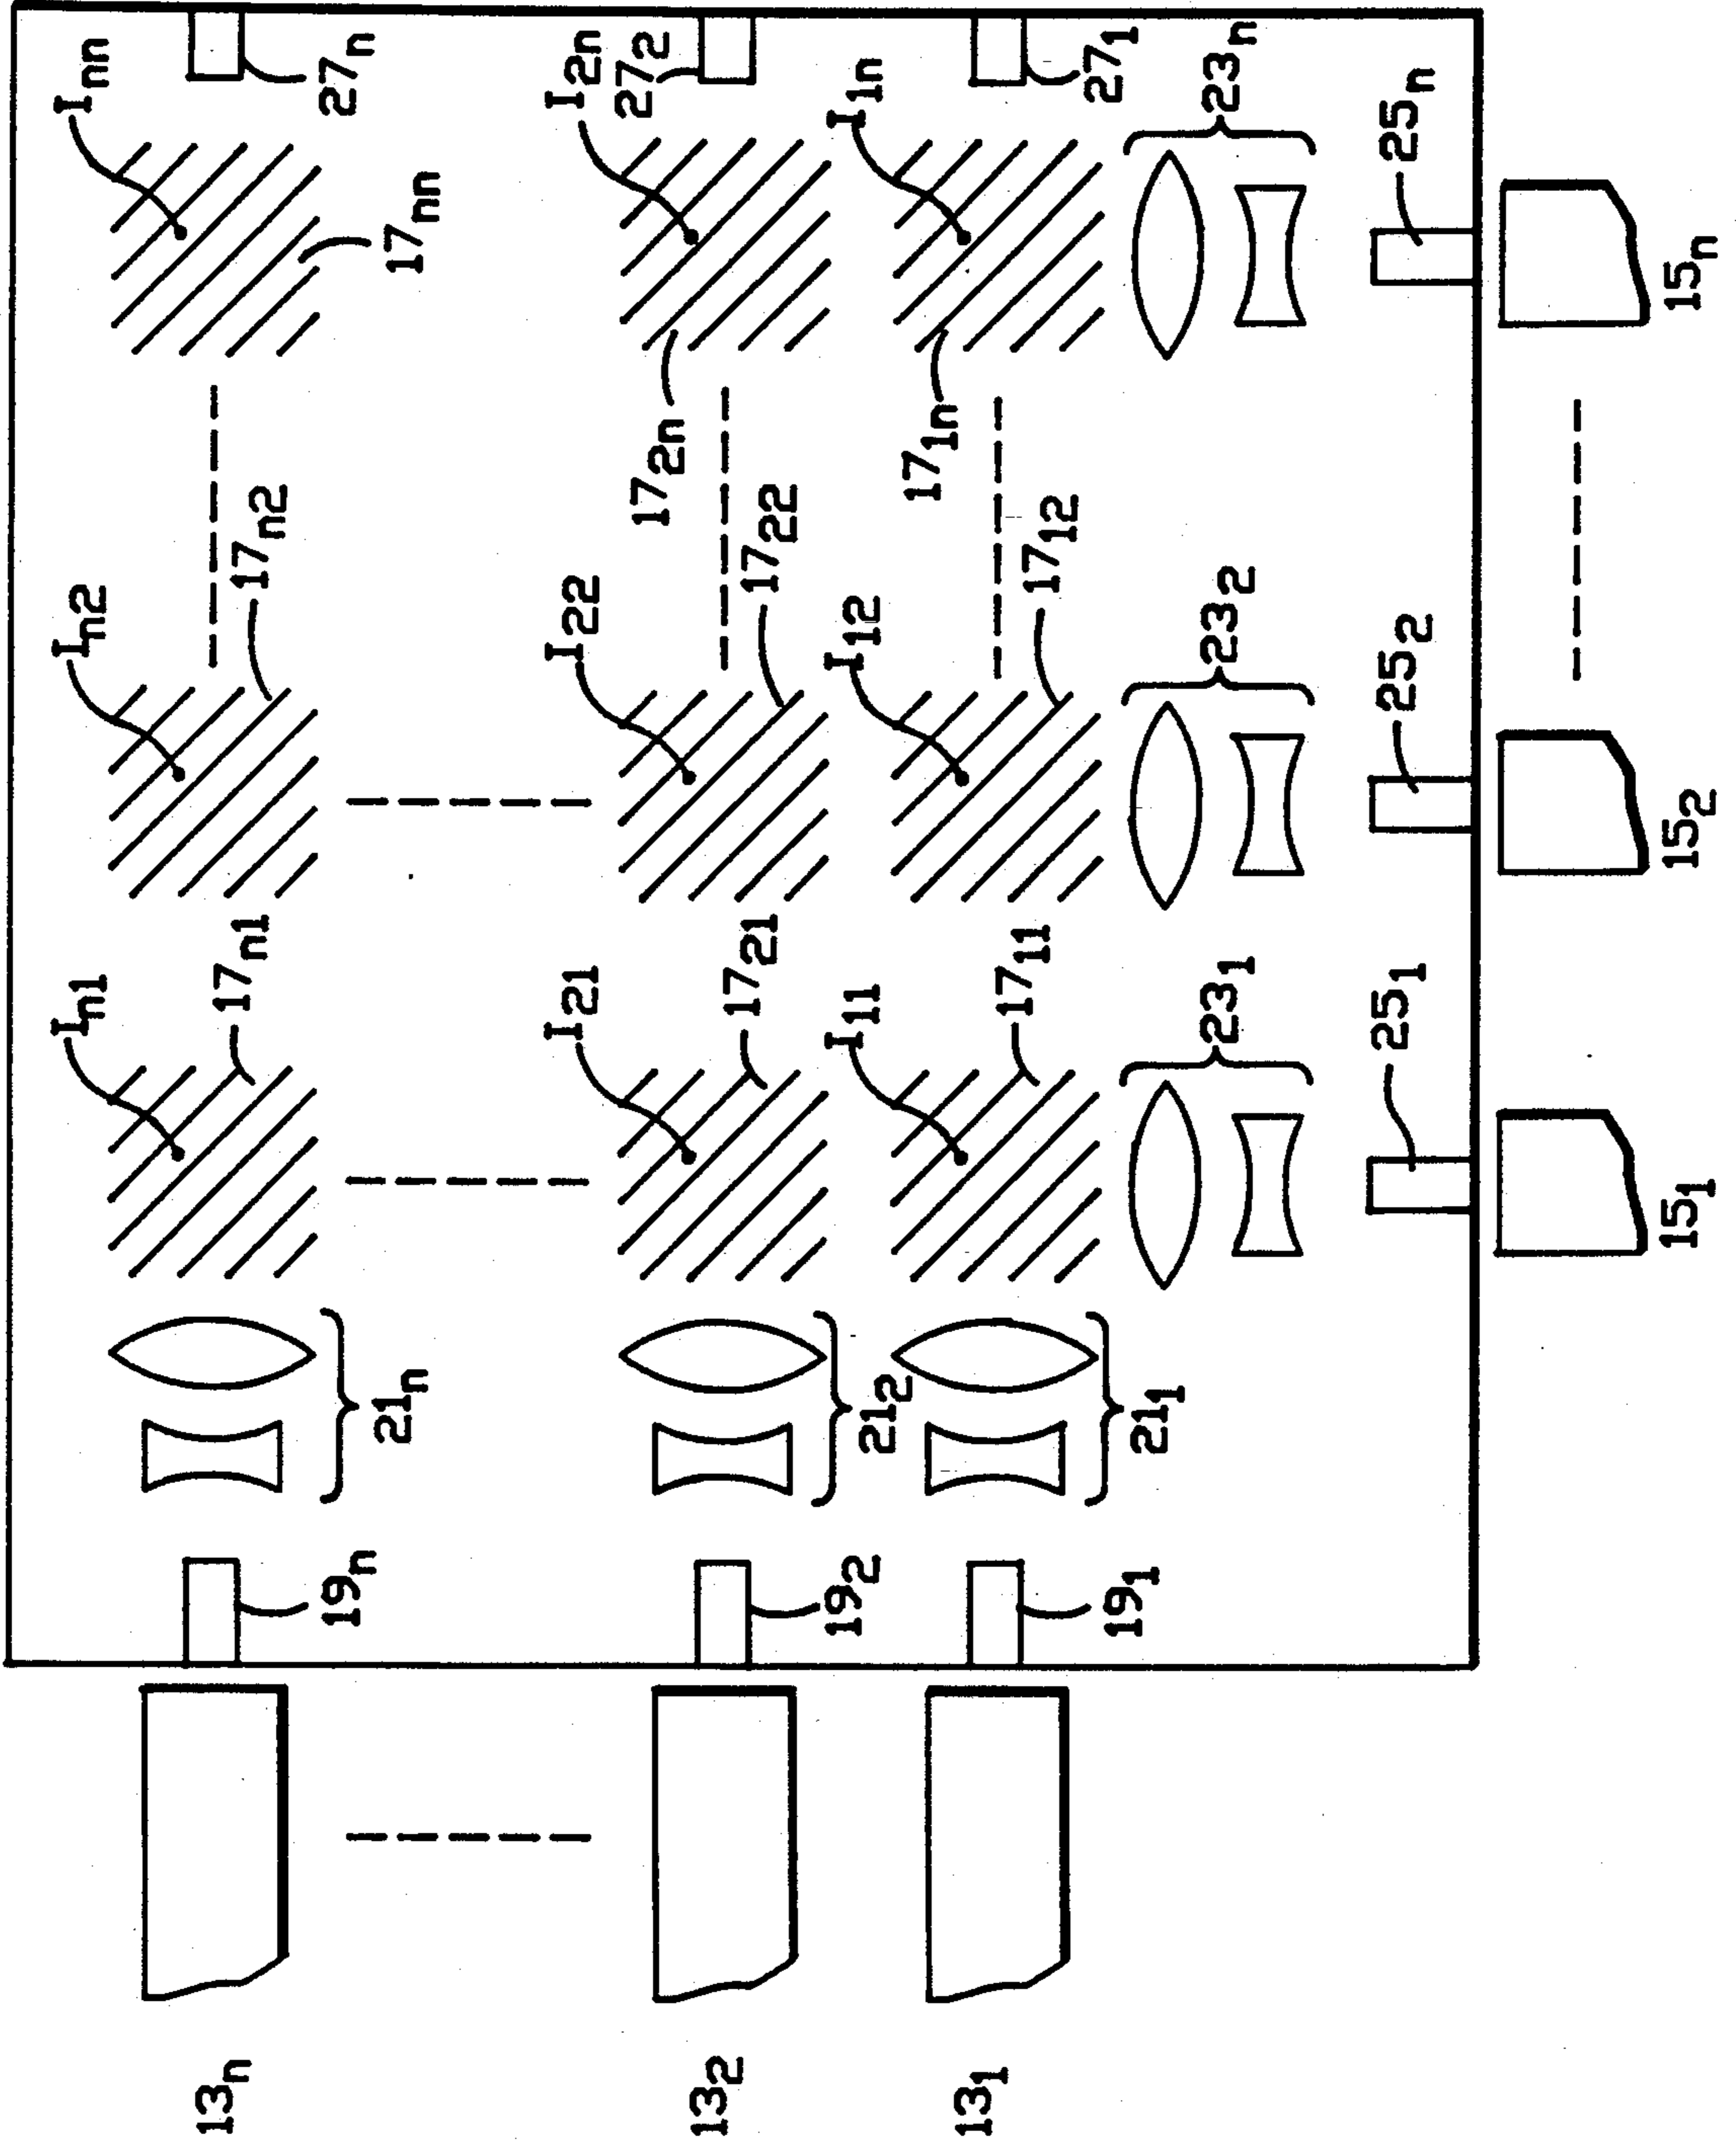 I_n1 I_n2 I_nn
13_n 17_n1 17_n2
19_n 27_n
21_n 17_nn
I_21 I_22 I_2n
27_2
17_2n
13_2 17_21 17_22
19_2 I_11 I_12 I_1n
21_2
17_1n
13_1 17_11 17_12
19_1 27_1
21_1
23_1 23_2 23_n
25_1 25_2 25_n
15_1 15_2 15_n